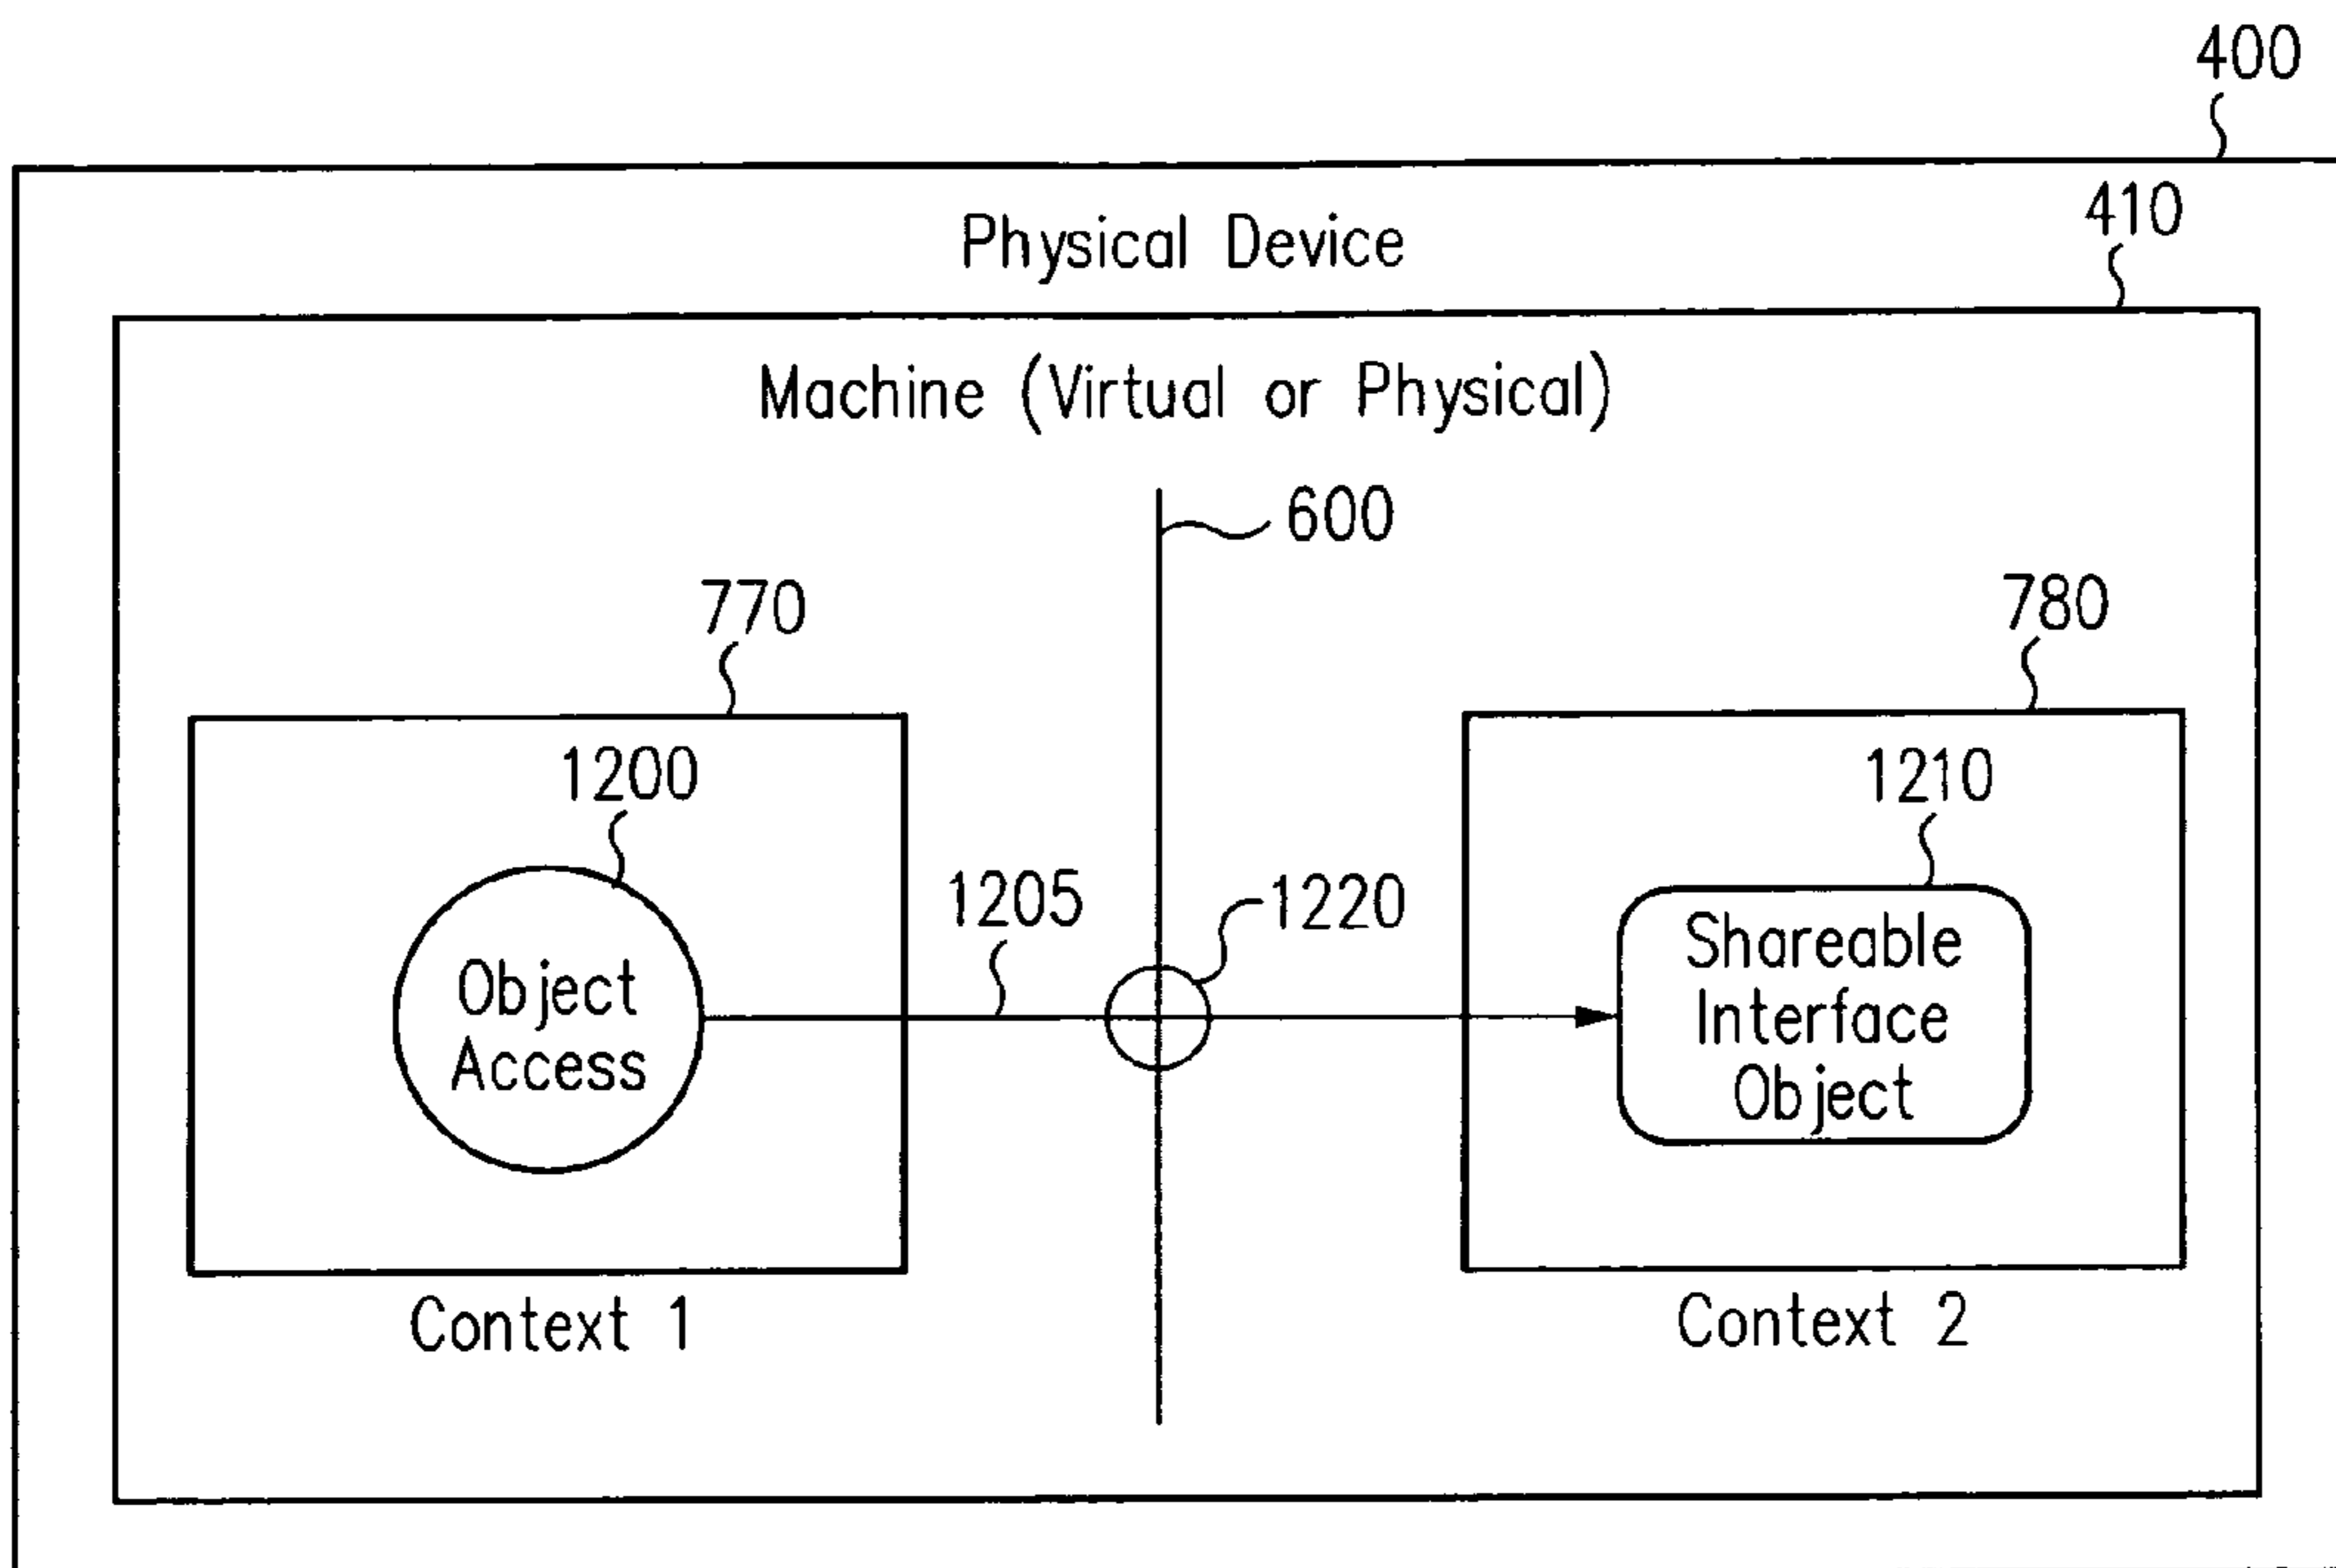 400
Physical Device
410
Machine (Virtual or Physical)
600
770
780
1200
1210
1205
1220
Object
Access
Shareable
Interface
Object
Context 1
Context 2